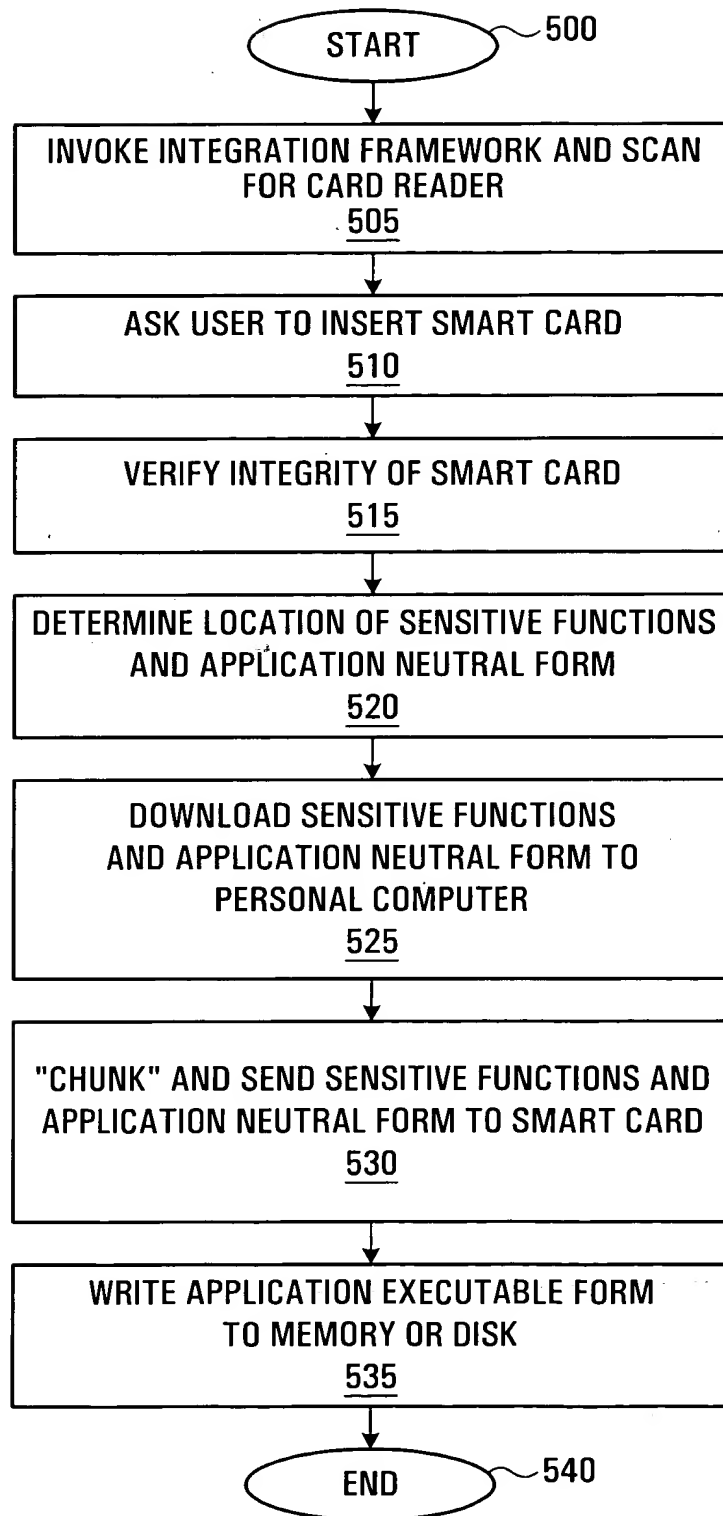 START
500
INVOKE INTEGRATION FRAMEWORK AND SCAN
FOR CARD READER
505
ASK USER TO INSERT SMART CARD
510
VERIFY INTEGRITY OF SMART CARD
515
DETERMINE LOCATION OF SENSITIVE FUNCTIONS
AND APPLICATION NEUTRAL FORM
520
DOWNLOAD SENSITIVE FUNCTIONS
AND APPLICATION NEUTRAL FORM TO
PERSONAL COMPUTER
525
"CHUNK" AND SEND SENSITIVE FUNCTIONS AND
APPLICATION NEUTRAL FORM TO SMART CARD
530
WRITE APPLICATION EXECUTABLE FORM
TO MEMORY OR DISK
535
END
540